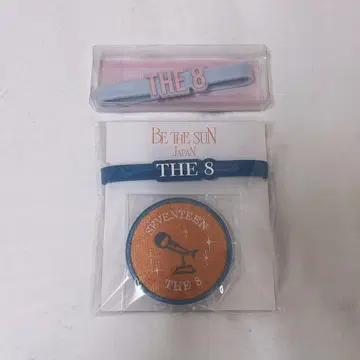 THE 8
BE THE SUN
JAPAN
THE 8
SEVENTEEN
THE 8